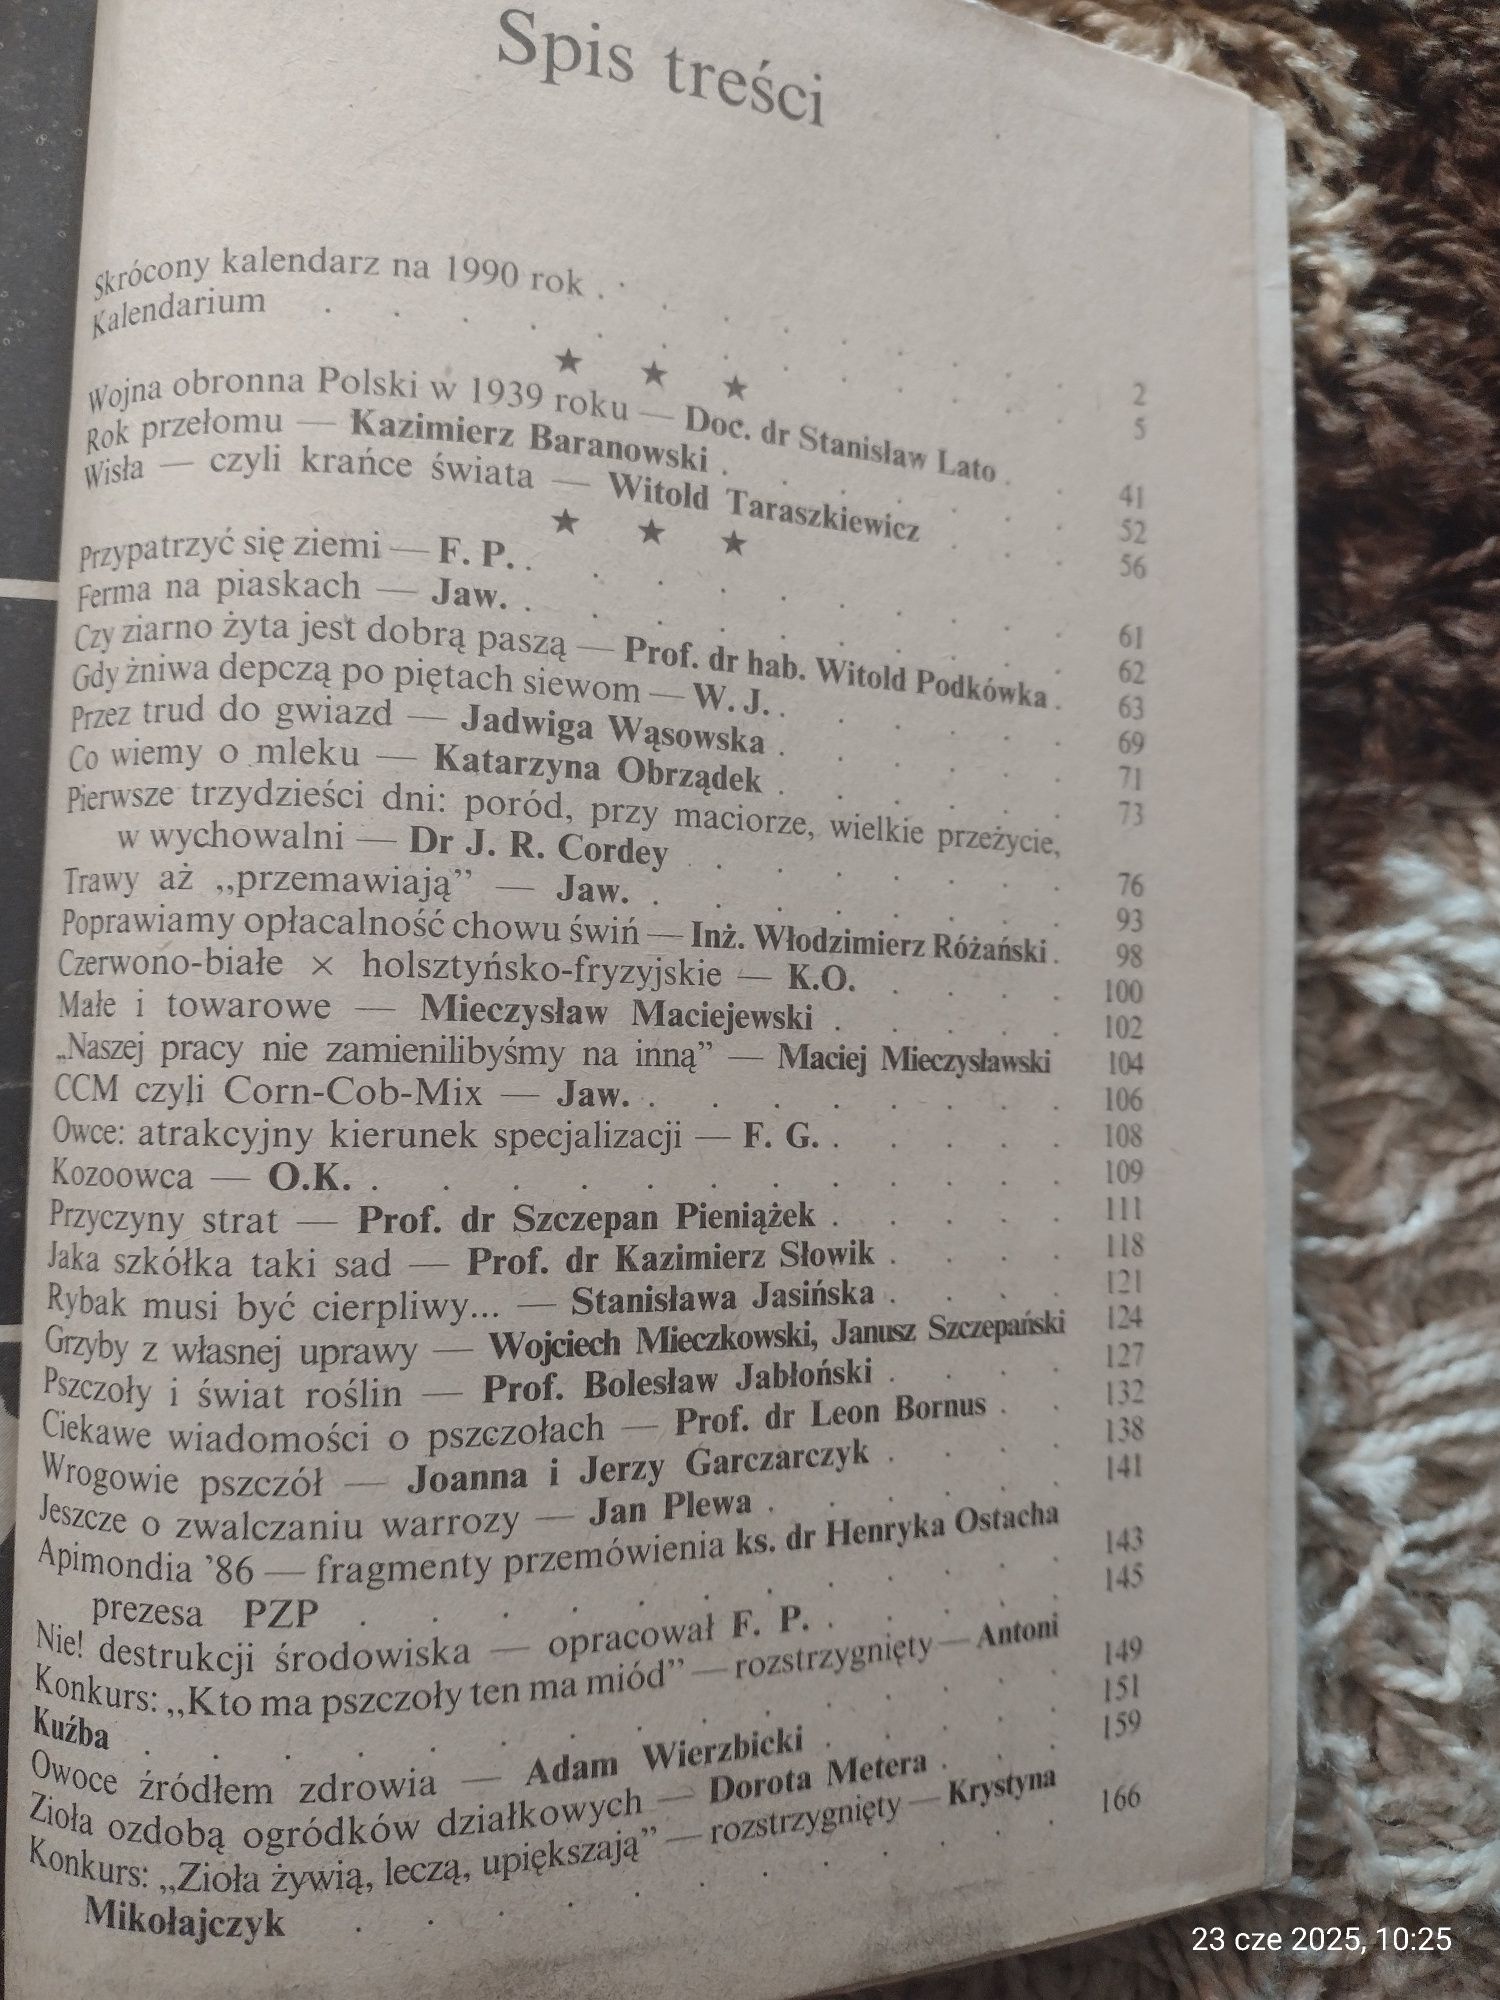 Spis treści
Skrócony kalendarz na 1990 rok . . . . . . . . . 2
Kalendarium . . . . . . . . . . . . 5
★ ★ ★
Wojna obronna Polski w 1939 roku — Doc. dr Stanisław Lato . . 41
Rok przełomu — Kazimierz Baranowski . . . . . . 52
Wisła — czyli krańce świata — Witold Taraszkiewicz . . . 56
★ ★ ★
Przypatrzyć się ziemi — F. P. . . . . . . . . . 61
Ferma na piaskach — Jaw. . . . . . . . . . 62
Czy ziarno żyta jest dobrą paszą — Prof. dr hab. Witold Podkówka . 63
Gdy żniwa depczą po piętach siewom — W. J. . . . . . 69
Przez trud do gwiazd — Jadwiga Wąsowska . . . . . 71
Co wiemy o mleku — Katarzyna Obrządek . . . . . 73
Pierwsze trzydzieści dni: poród, przy maciorze, wielkie przeżycie,
w wychowalni — Dr J. R. Cordey . . . . . . 76
Trawy aż „przemawiają” — Jaw. . . . . . . . 93
Poprawiamy opłacalność chowu świń — Inż. Włodzimierz Różański . 98
Czerwono-białe × holsztyńsko-fryzyjskie — K.O. . . . . 100
Małe i towarowe — Mieczysław Maciejewski . . . . . 102
„Naszej pracy nie zamienilibyśmy na inną” — Maciej Mieczysławski 104
CCM czyli Corn-Cob-Mix — Jaw. . . . . . . . 106
Owce: atrakcyjny kierunek specjalizacji — F. G. . . . . . 108
Kozoowca — O.K. . . . . . . . . . . 109
Przyczyny strat — Prof. dr Szczepan Pieniążek . . . . . 111
Jaka szkółka taki sad — Prof. dr Kazimierz Słowik . . . . 118
Rybak musi być cierpliwy... — Stanisława Jasińska . . . . 121
Grzyby z własnej uprawy — Wojciech Mieczkowski, Janusz Szczepański 124
Pszczoły i świat roślin — Prof. Bolesław Jabłoński . . . . 127
Ciekawe wiadomości o pszczołach — Prof. dr Leon Bornus . . 132
Wrogowie pszczół — Joanna i Jerzy Garczarczyk . . . . 138
Jeszcze o zwalczaniu warrozy — Jan Plewa . . . . . . 141
Apimondia ’86 — fragmenty przemówienia ks. dr Henryka Ostacha
prezesa PZP . . . . . . . . . . 143
Nie! destrukcji środowiska — opracował F. P. . . . . . 145
Konkurs: „Kto ma pszczoły ten ma miód” — rozstrzygnięty — Antoni
Kuźba . . . . . . . . . . . . 149
Owoce źródłem zdrowia — Adam Wierzbicki . . . . . 151
Zioła ozdobą ogródków działkowych — Dorota Metera . . . 159
Konkurs: „Zioła żywią, leczą, upiększają” — rozstrzygnięty — Krystyna
Mikołajczyk . . . . . . . . . . 166
23 cze 2025, 10:25